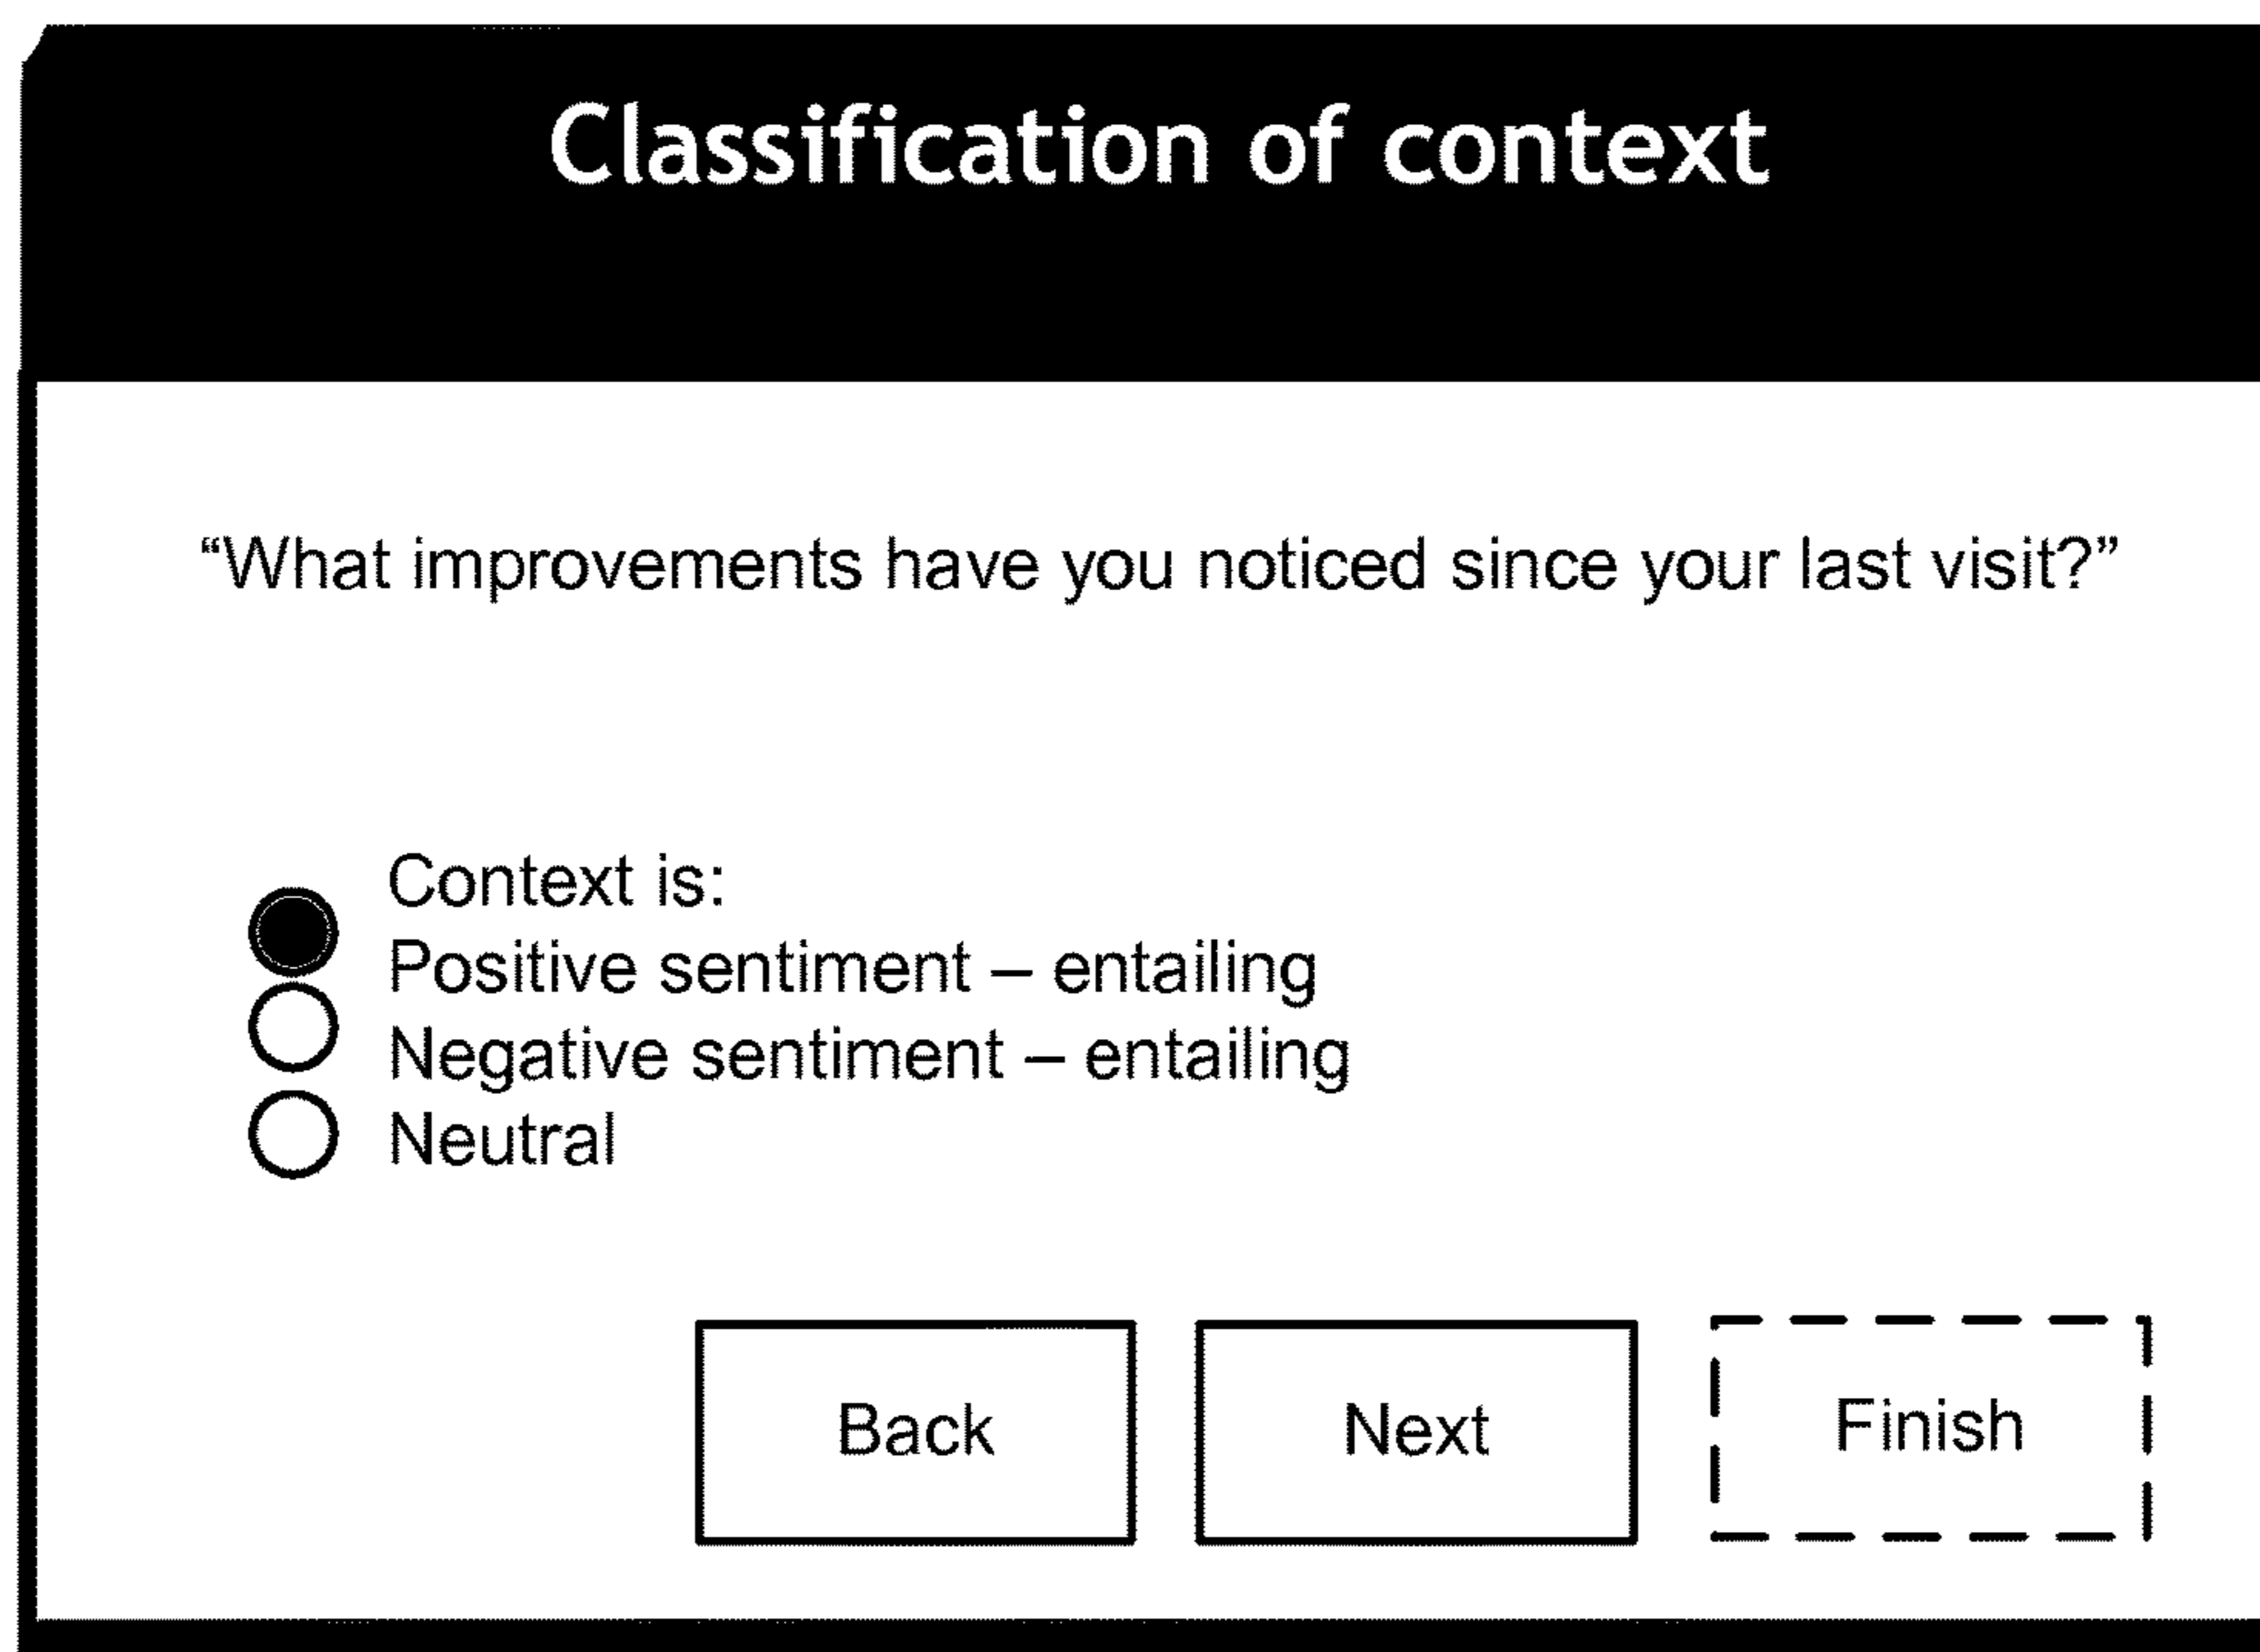 Classification of context
“What improvements have you noticed since your last visit?”
Context is:
Positive sentiment – entailing
Negative sentiment – entailing
Neutral
Back
Next
Finish